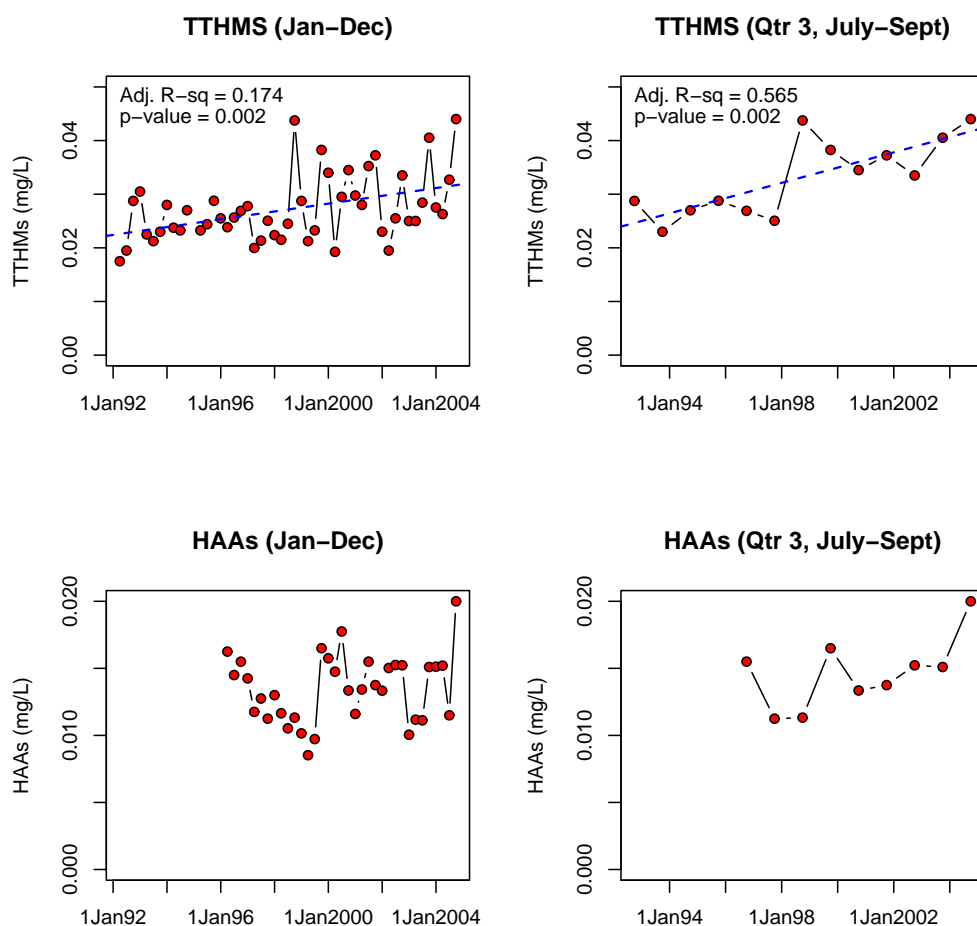 TTHMS (Jan−Dec)
Adj. R−sq = 0.174
p−value = 0.002
TTHMs (mg/L)
0.00
0.02
0.04
1Jan92
1Jan96
1Jan2000
1Jan2004
TTHMS (Qtr 3, July−Sept)
Adj. R−sq = 0.565
p−value = 0.002
TTHMs (mg/L)
0.00
0.02
0.04
1Jan94
1Jan98
1Jan2002
HAAs (Jan−Dec)
HAAs (mg/L)
0.000
0.010
0.020
1Jan92
1Jan96
1Jan2000
1Jan2004
HAAs (Qtr 3, July−Sept)
HAAs (mg/L)
0.000
0.010
0.020
1Jan94
1Jan98
1Jan2002